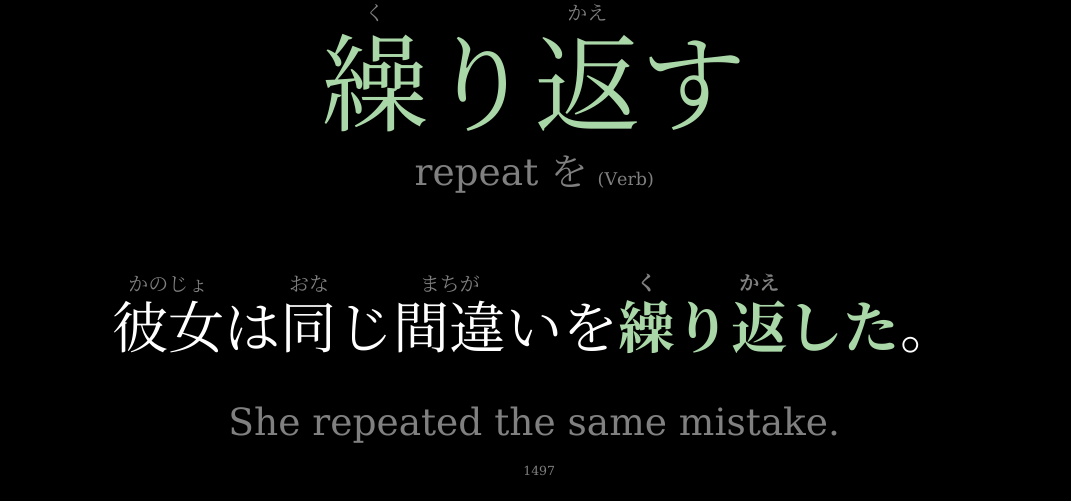 く かえ
繰り返す
repeat を (Verb)
かのじょ おな まちが く かえ
彼女は同じ間違いを繰り返した。
She repeated the same mistake.
1497